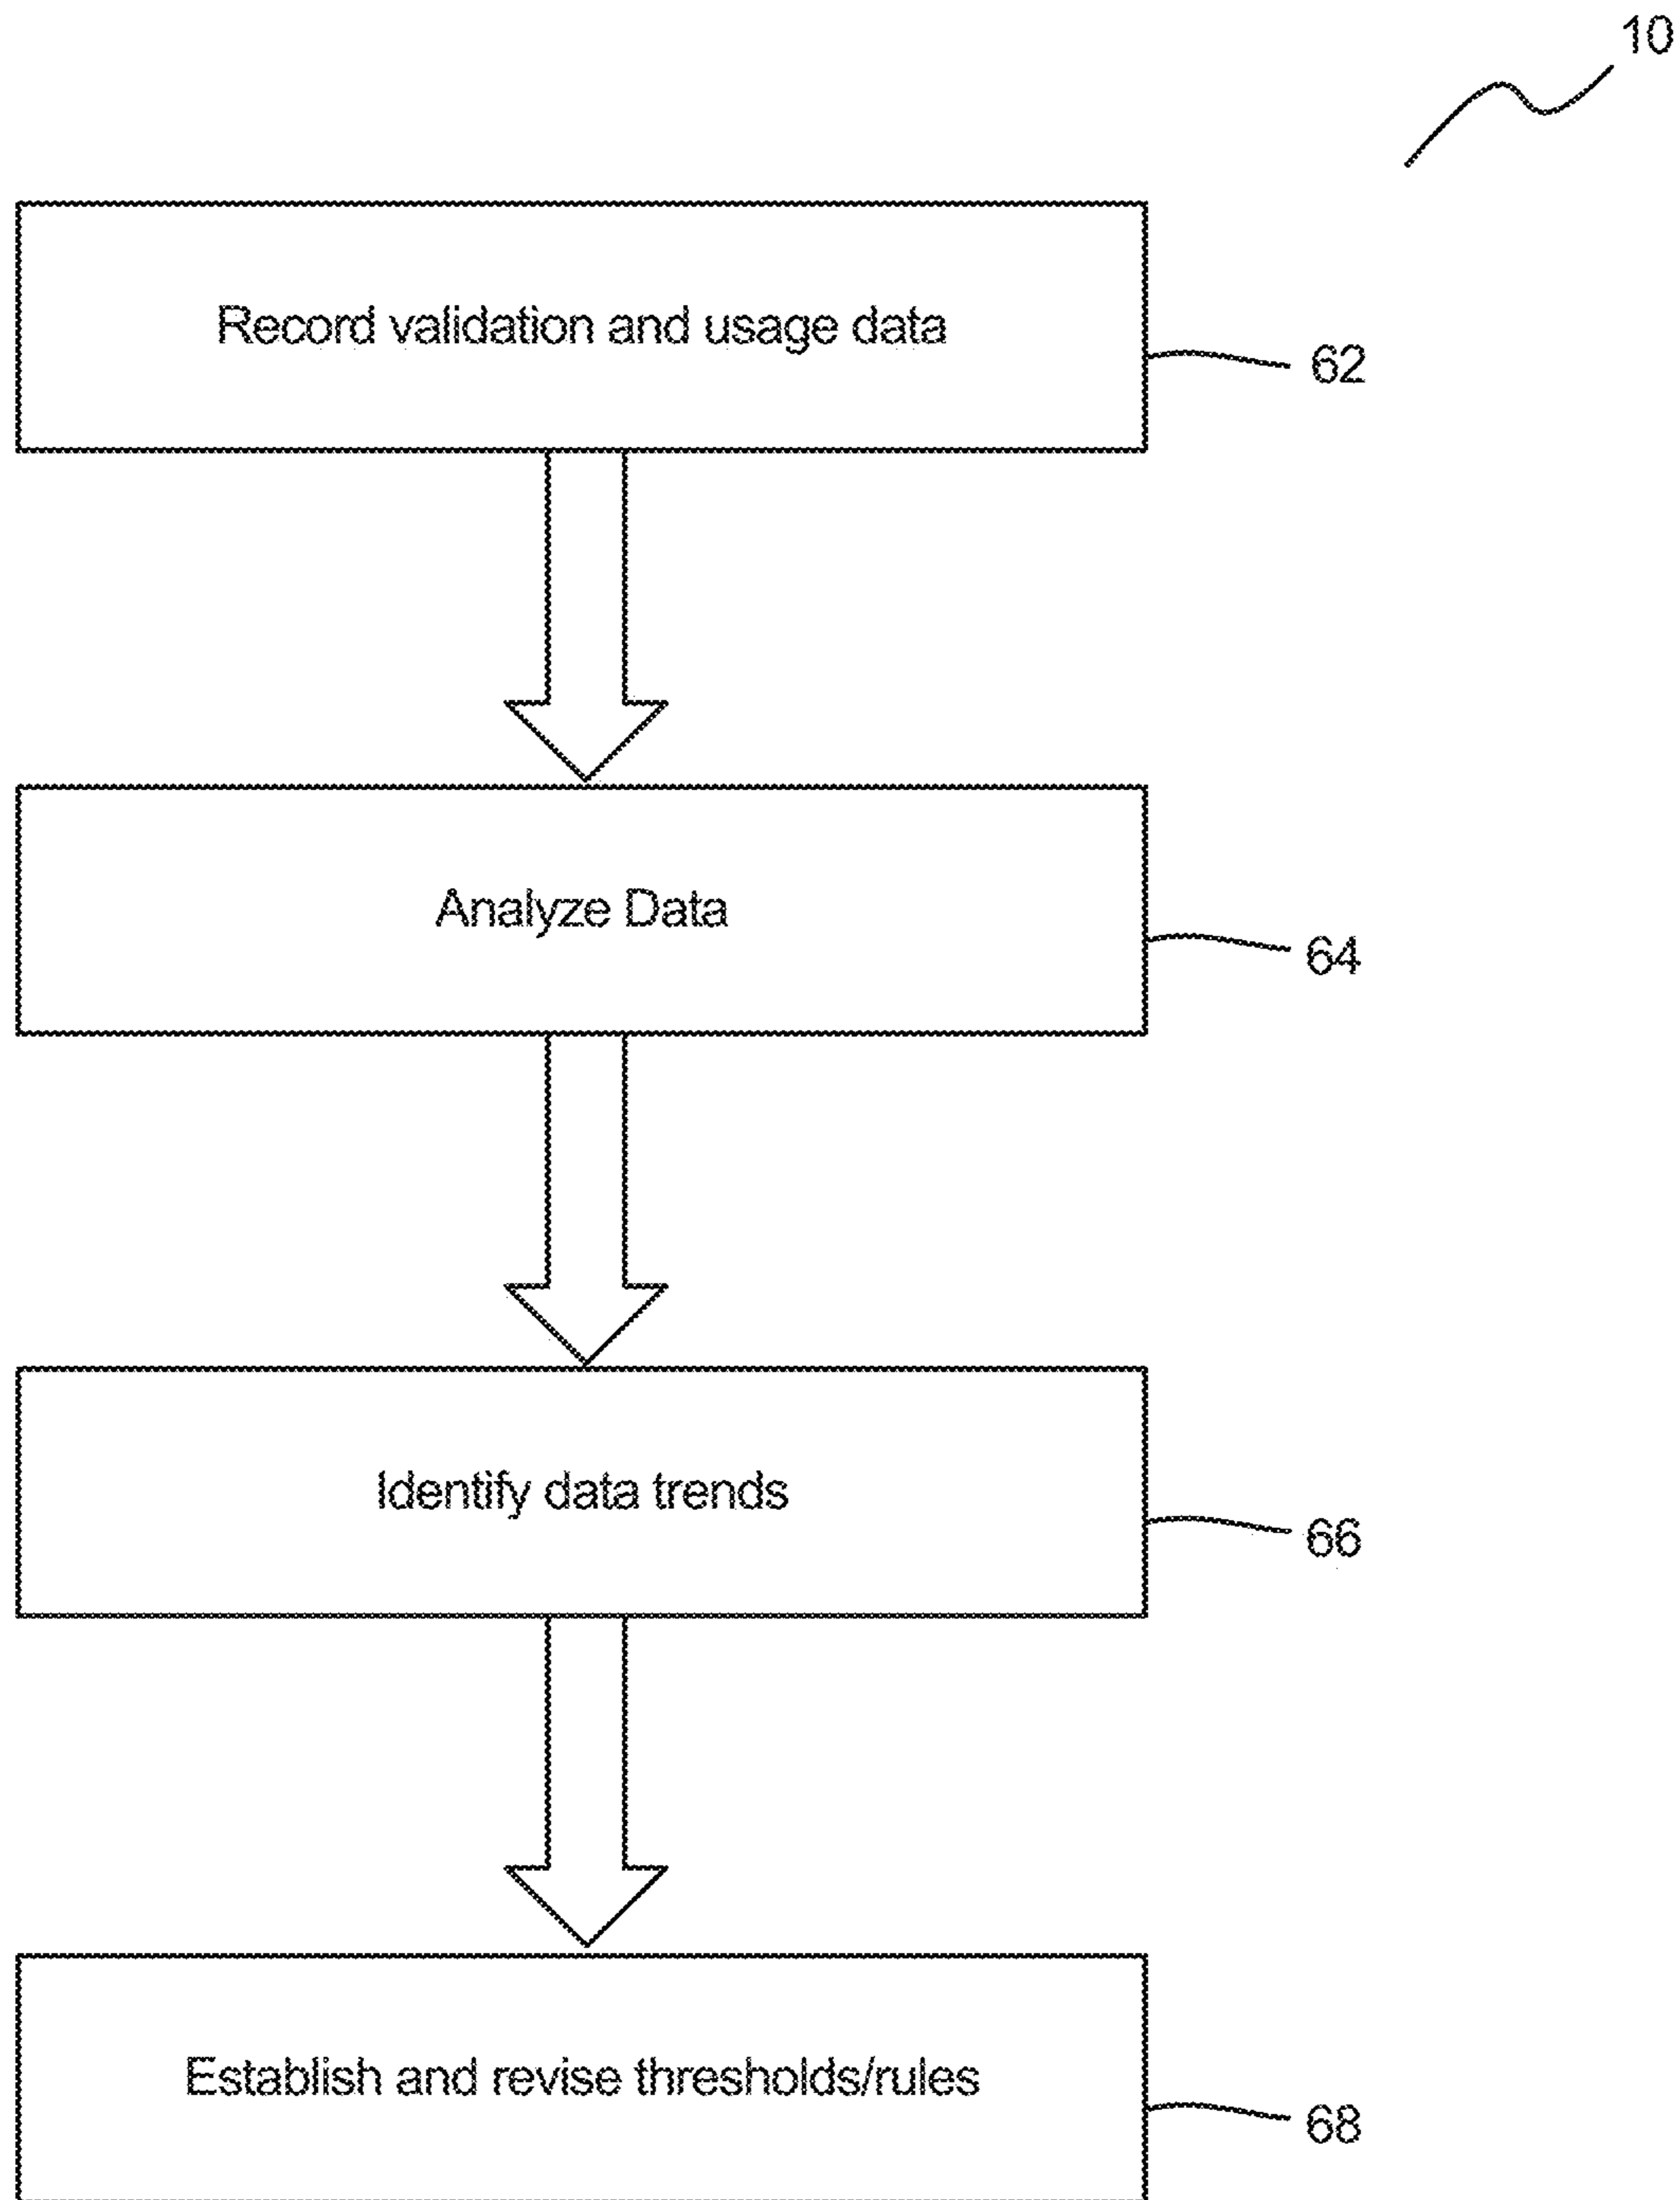 10
Record validation and usage data
62
Analyze Data
64
Identify data trends
66
Establish and revise thresholds/rules
68